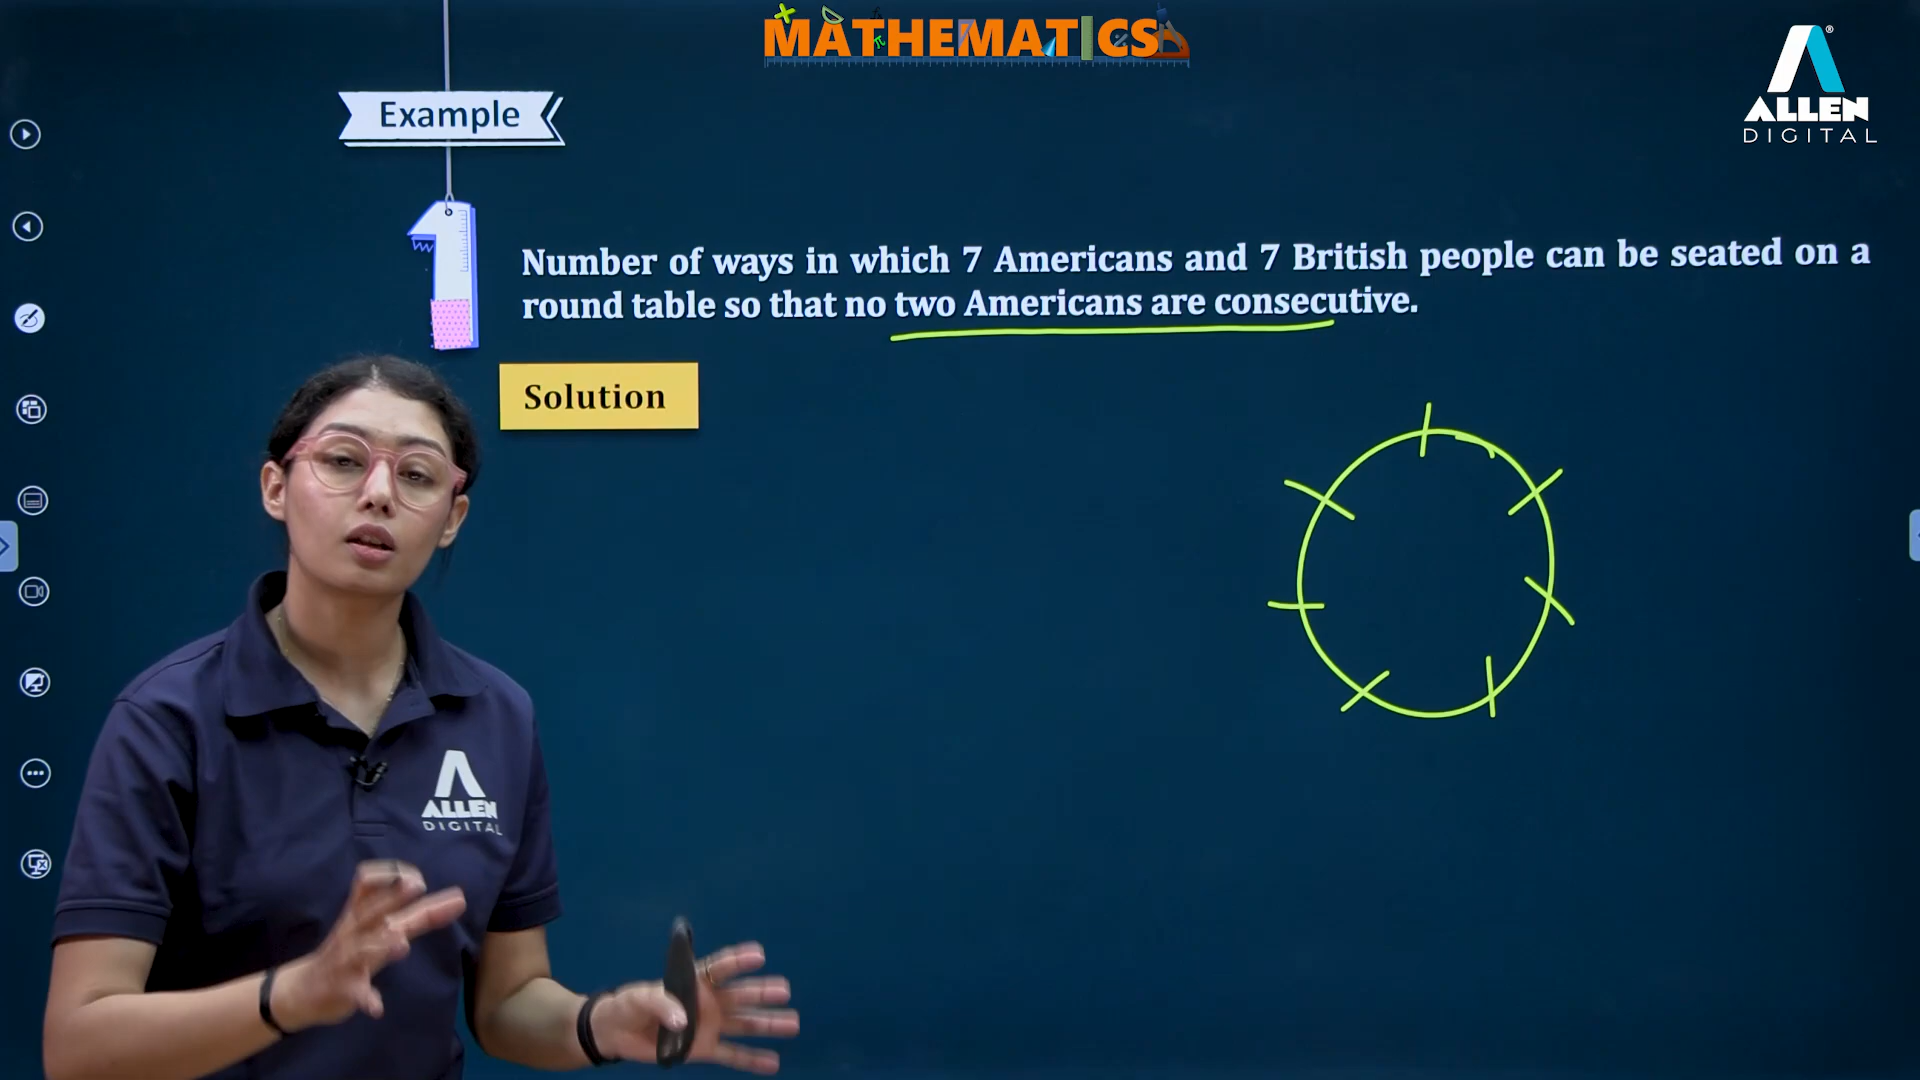 MATHEMATICS
ALLEN
DIGITAL
Example
1
Number of ways in which 7 Americans and 7 British people can be seated on a
round table so that no two Americans are consecutive.
Solution
ALLEN
DIGITAL